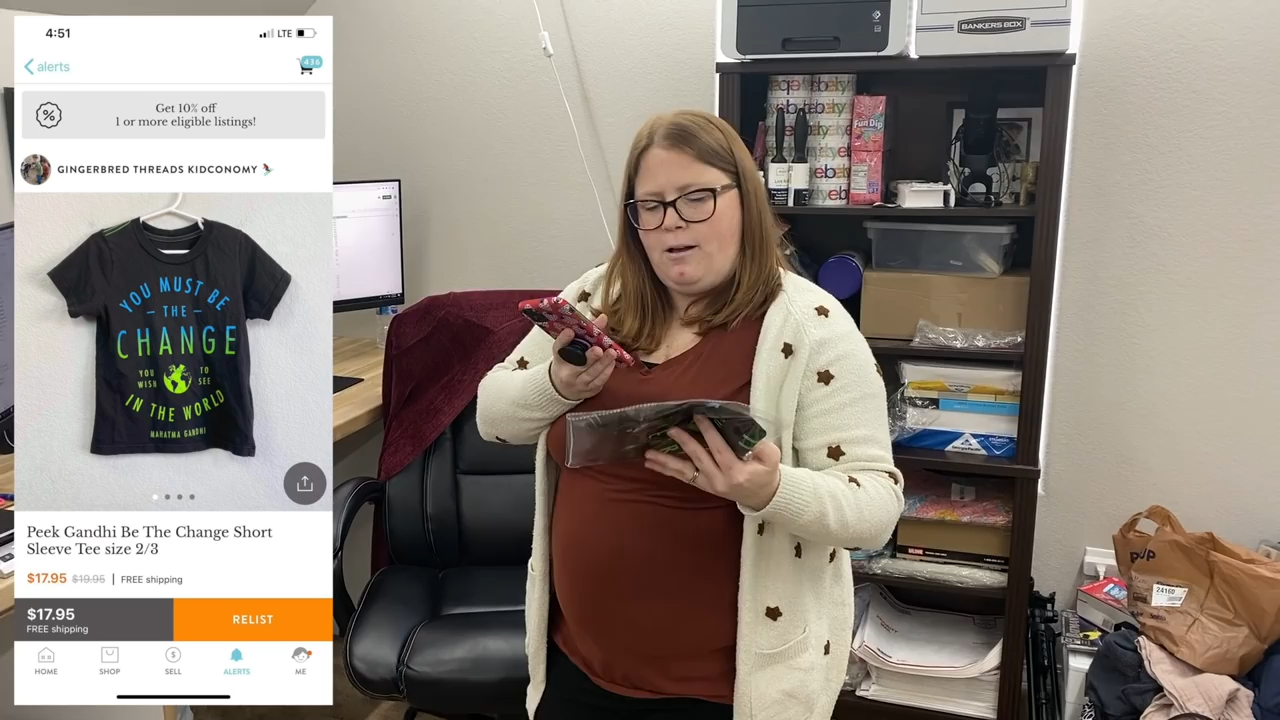 4:51
LTE
alerts
436
%
Get 10% off
1 or more eligible listings!
GINGERBRED THREADS KIDCONOMY
YOU MUST BE
THE
CHANGE
YOU WISH TO SEE
IN THE WORLD
MAHATMA GANDHI
Peek Gandhi Be The Change Short
Sleeve Tee size 2/3
$17.95 $19.95 | FREE shipping
$17.95
FREE shipping
RELIST
HOME
SHOP
$
SELL
ALERTS
ME
BANKERS BOX
ebay
ebay
Fun Dip
ebay
24160